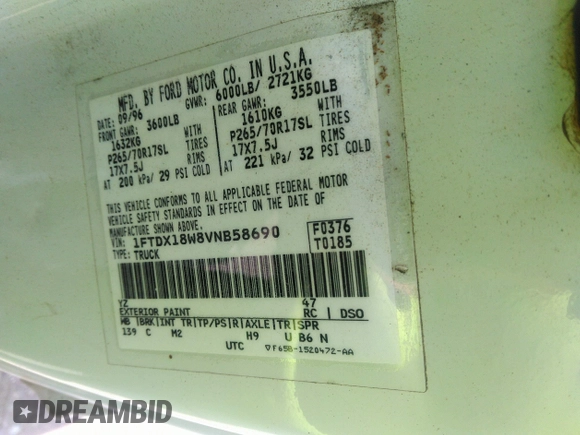 MFD. BY FORD MOTOR CO. IN U.S.A.
DATE: 09/96 GVWR: 6000LB/ 2721KG
FRONT GAWR: 3600LB REAR GAWR: 3550LB
1632KG WITH 1610KG WITH
P265/70R17SL TIRES P265/70R17SL TIRES
17X7.5J RIMS 17X7.5J RIMS
AT 200 kPa/ 29 PSI COLD AT 221 kPa/ 32 PSI COLD
THIS VEHICLE CONFORMS TO ALL APPLICABLE FEDERAL MOTOR
VEHICLE SAFETY STANDARDS IN EFFECT ON THE DATE OF
MANUFACTURE SHOWN ABOVE.
VIN: 1FTDX18W8VNB58690 F0376
TYPE: TRUCK T0185
YZ 47
EXTERIOR PAINT RC DSO
WB BRK INT TR TP/PS R AXLE TR SPR
139 C M2 H9 U B6 N
UTC F65B-1520472-AA
DREAMBID